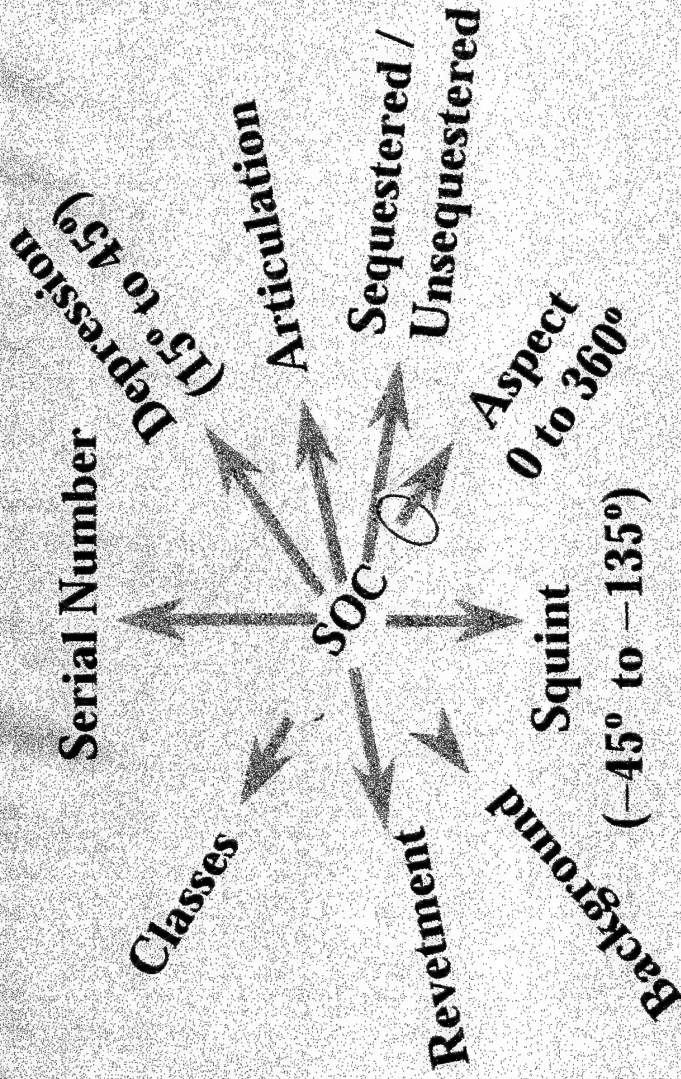 Serial Number
Depression
(15° to 45°)
Articulation
Sequestered /
Unsequestered
Aspect
0 to 360°
Squint
(−45° to −135°)
Background
Revetment
Classes
SOC